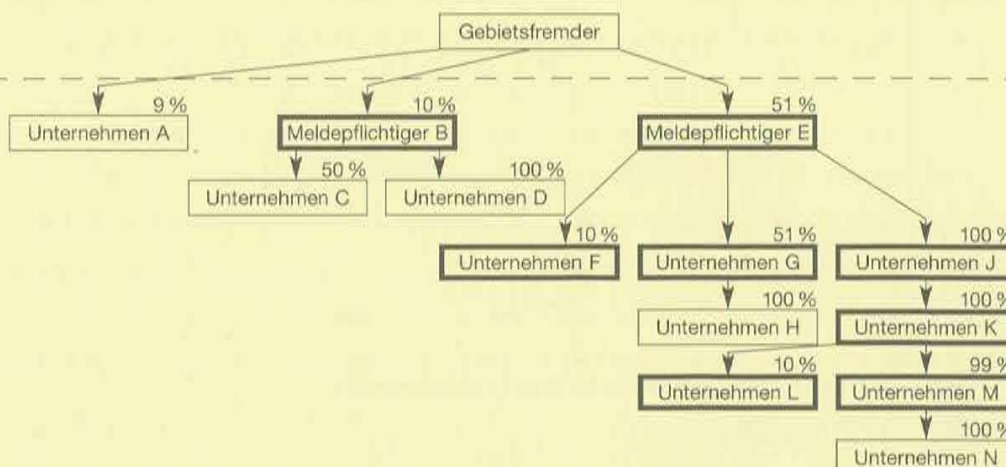 Gebietsfremder
9 % 10 % 51 %
Unternehmen A Meldepflichtiger B Meldepflichtiger E
50 % 100 %
Unternehmen C Unternehmen D
10 % 51 % 100 %
Unternehmen F Unternehmen G Unternehmen J
100 % 100 %
Unternehmen H Unternehmen K
10 % 99 %
Unternehmen L Unternehmen M
100 %
Unternehmen N